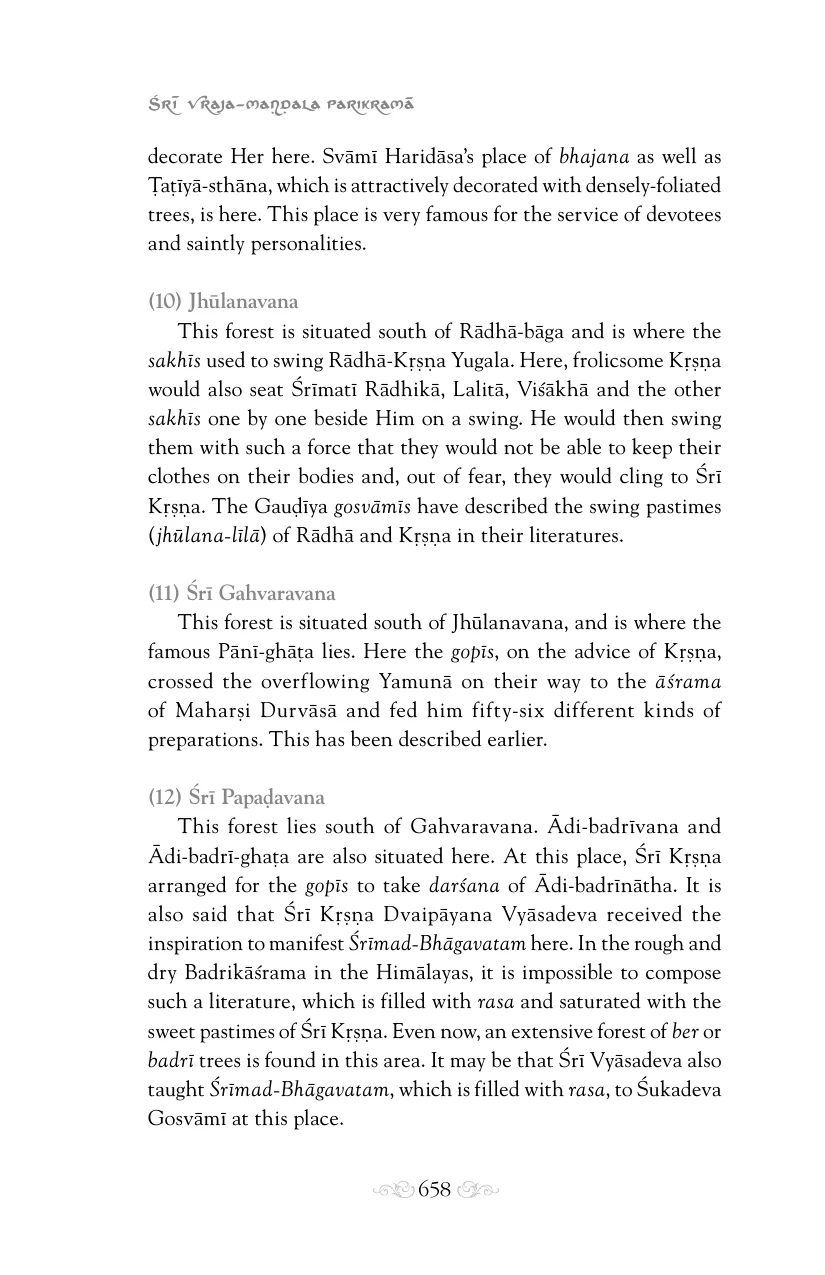 Śrī Vraja-maṇḍala Parikramā
decorate Her here. Svāmī Haridāsa’s place of bhajana as well as
Ṭaṭīyā-sthāna, which is attractively decorated with densely-foliated
trees, is here. This place is very famous for the service of devotees
and saintly personalities.
(10) Jhūlanavana
This forest is situated south of Rādhā-bāga and is where the
sakhīs used to swing Rādhā-Kṛṣṇa Yugala. Here, frolicsome Kṛṣṇa
would also seat Śrīmatī Rādhikā, Lalitā, Viśākhā and the other
sakhīs one by one beside Him on a swing. He would then swing
them with such a force that they would not be able to keep their
clothes on their bodies and, out of fear, they would cling to Śrī
Kṛṣṇa. The Gauḍīya gosvāmīs have described the swing pastimes
(jhūlana-līlā) of Rādhā and Kṛṣṇa in their literatures.
(11) Śrī Gahvaravana
This forest is situated south of Jhūlanavana, and is where the
famous Pānī-ghāṭa lies. Here the gopīs, on the advice of Kṛṣṇa,
crossed the overflowing Yamunā on their way to the āśrama
of Maharṣi Durvāsā and fed him fifty-six different kinds of
preparations. This has been described earlier.
(12) Śrī Papaḍavana
This forest lies south of Gahvaravana. Ādi-badrīvana and
Ādi-badrī-ghaṭa are also situated here. At this place, Śrī Kṛṣṇa
arranged for the gopīs to take darśana of Ādi-badrīnātha. It is
also said that Śrī Kṛṣṇa Dvaipāyana Vyāsadeva received the
inspiration to manifest Śrīmad-Bhāgavatam here. In the rough and
dry Badrikāśrama in the Himālayas, it is impossible to compose
such a literature, which is filled with rasa and saturated with the
sweet pastimes of Śrī Kṛṣṇa. Even now, an extensive forest of ber or
badrī trees is found in this area. It may be that Śrī Vyāsadeva also
taught Śrīmad-Bhāgavatam, which is filled with rasa, to Śukadeva
Gosvāmī at this place.
658